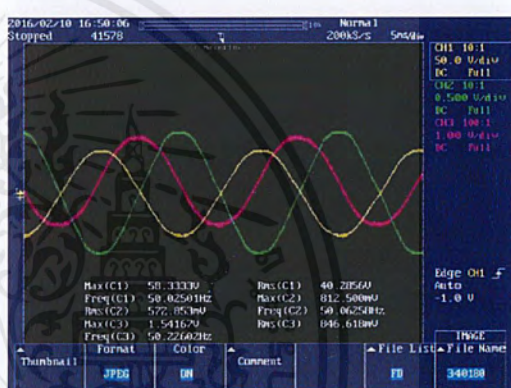 2016/02/10 16:50:06 Normal
Stopped 41578 200kS/s 5ms/div
CH1 10:1
50.0 V/div
DC Full
CH2 10:1
0.500 V/div
DC Full
CH3 100:1
1.00 V/div
DC Full
Max(C1) 58.3333V Rms(C1) 40.2856V
Freq(C1) 50.02501Hz Max(C2) 812.500mV
Rms(C2) 572.853mV Freq(C2) 50.06258Hz
Max(C3) 1.54167V Rms(C3) 846.618mV
Freq(C3) 50.22602Hz
Edge CH1
Auto
-1.0 V
IMAGE
Thumbnail Format Color Comment File List File Name
JPEG ON FD 340180